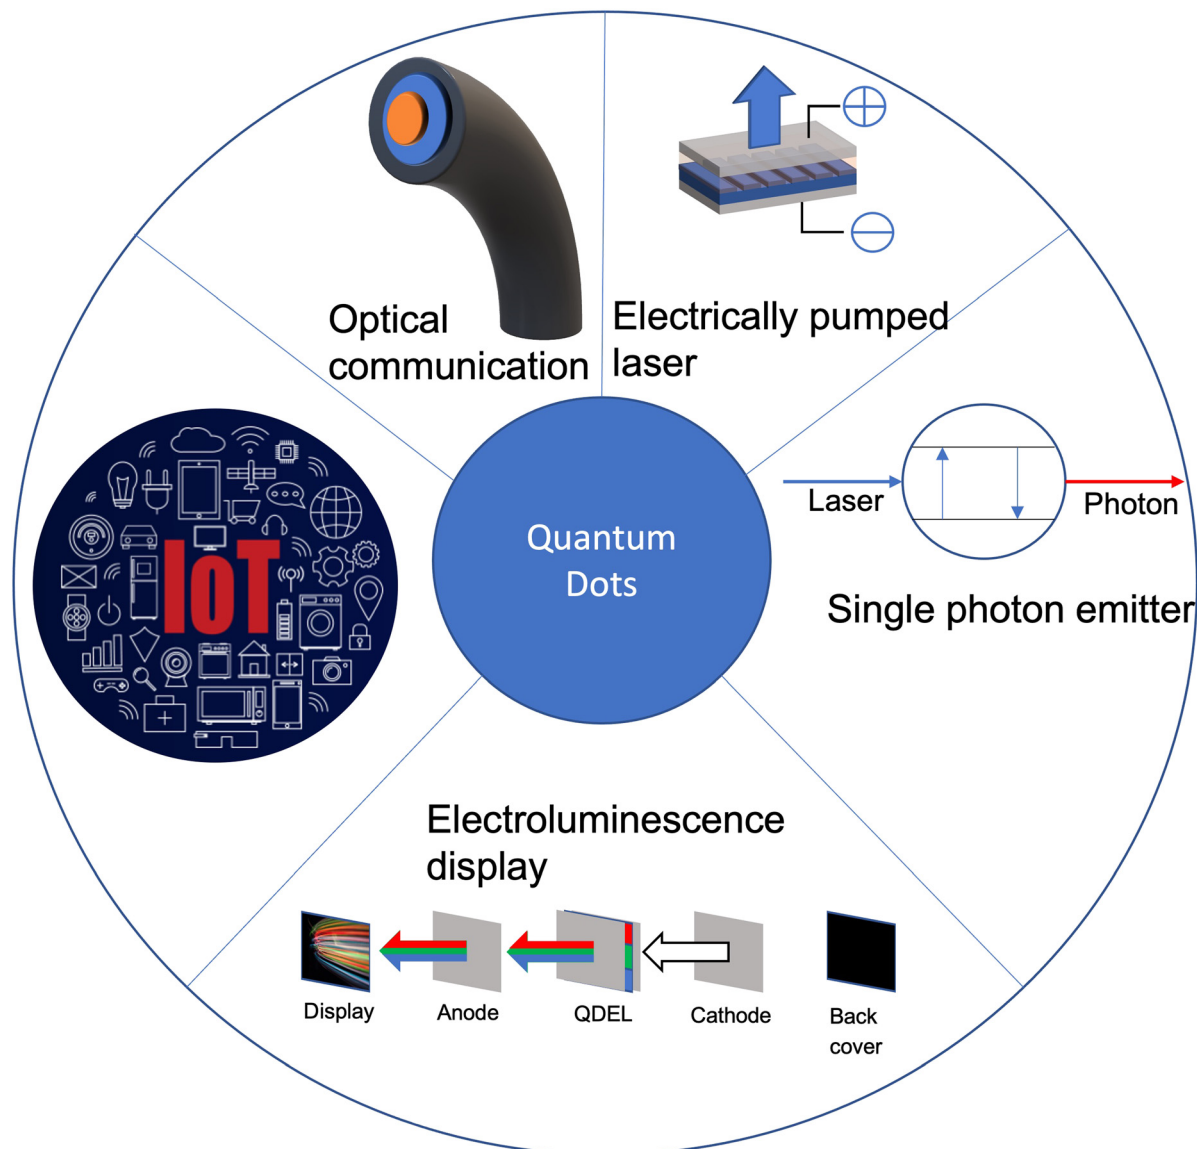 Optical
communication
Electrically pumped
laser
Laser
Photon
Single photon emitter
IoT
Quantum
Dots
Electroluminescence
display
Display
Anode
QDEL
Cathode
Back
cover